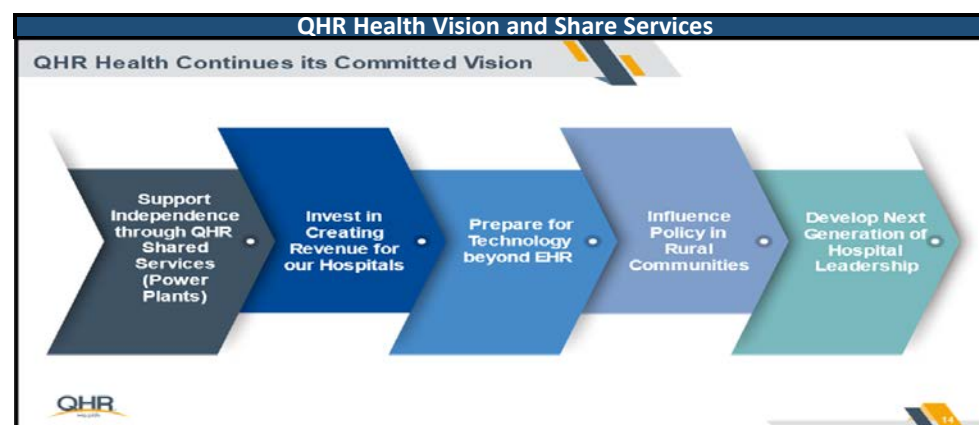 QHR Health Vision and Share Services
QHR Health Continues its Committed Vision
Support
Independence
through QHR
Shared
Services
(Power
Plants)
Invest in
Creating
Revenue for
our Hospitals
Prepare for
Technology
beyond EHR
Influence
Policy in
Rural
Communities
Develop Next
Generation of
Hospital
Leadership
QHR
Health
14